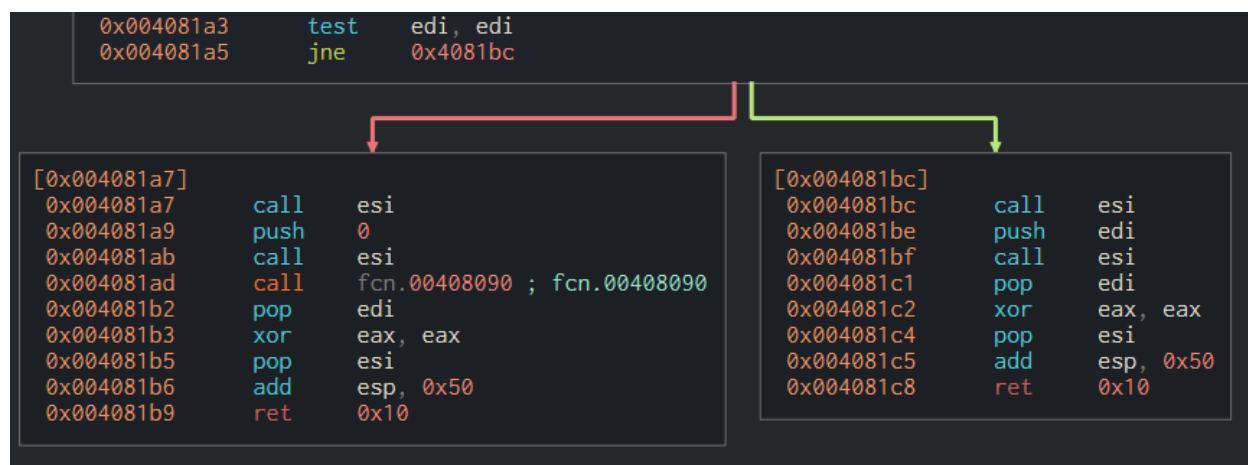 0x004081a3 test edi, edi
0x004081a5 jne 0x4081bc
[0x004081a7]
0x004081a7 call esi
0x004081a9 push 0
0x004081ab call esi
0x004081ad call fcn.00408090 ; fcn.00408090
0x004081b2 pop edi
0x004081b3 xor eax, eax
0x004081b5 pop esi
0x004081b6 add esp, 0x50
0x004081b9 ret 0x10
[0x004081bc]
0x004081bc call esi
0x004081be push edi
0x004081bf call esi
0x004081c1 pop edi
0x004081c2 xor eax, eax
0x004081c4 pop esi
0x004081c5 add esp, 0x50
0x004081c8 ret 0x10